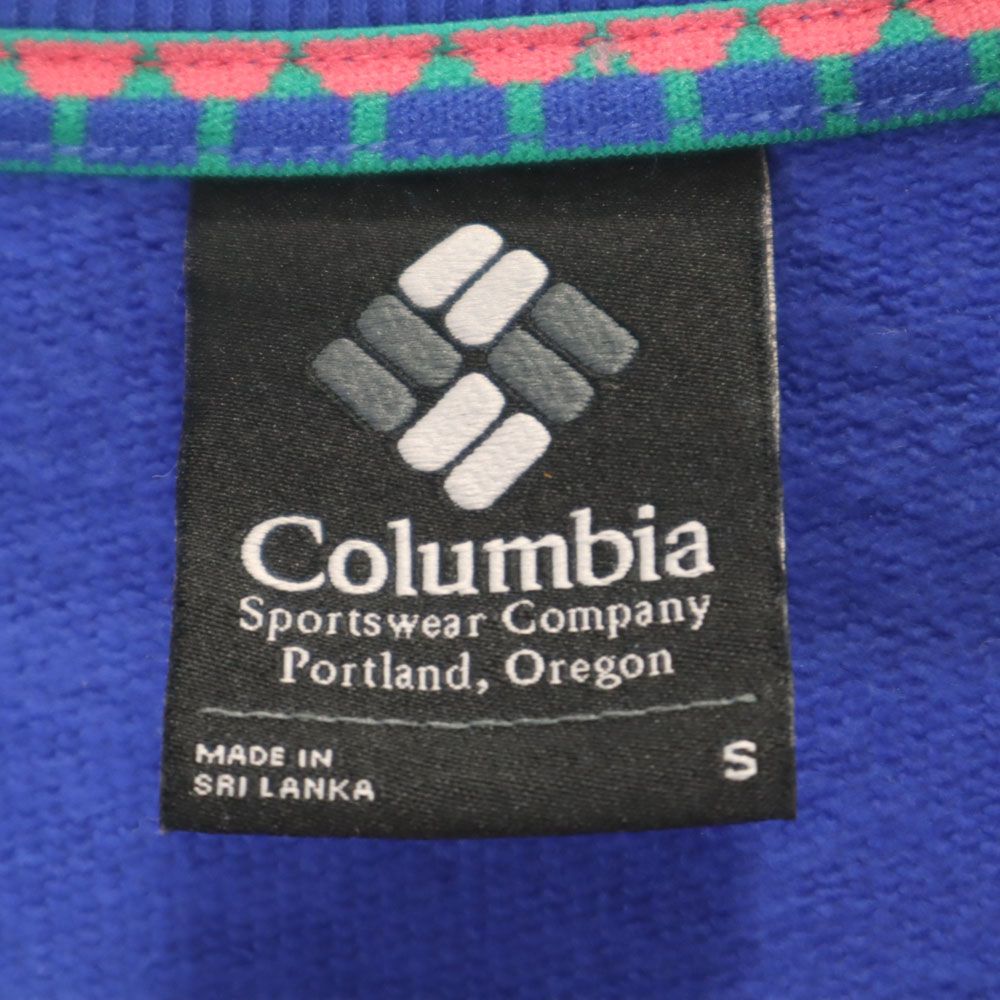 Columbia
Sportswear Company
Portland, Oregon
MADE IN
SRI LANKA
S